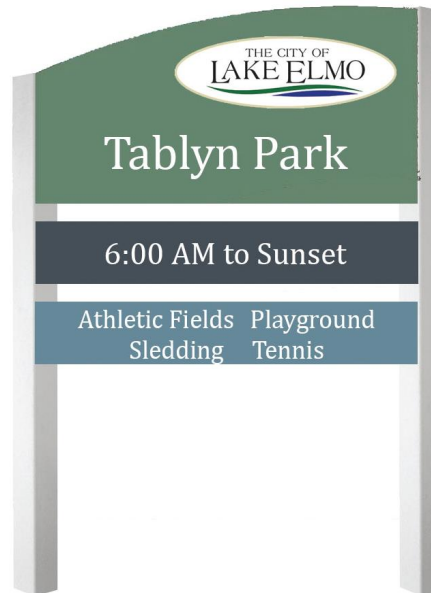 THE CITY OF
LAKE ELMO
Tablyn Park
6:00 AM to Sunset
Athletic Fields Playground
Sledding Tennis